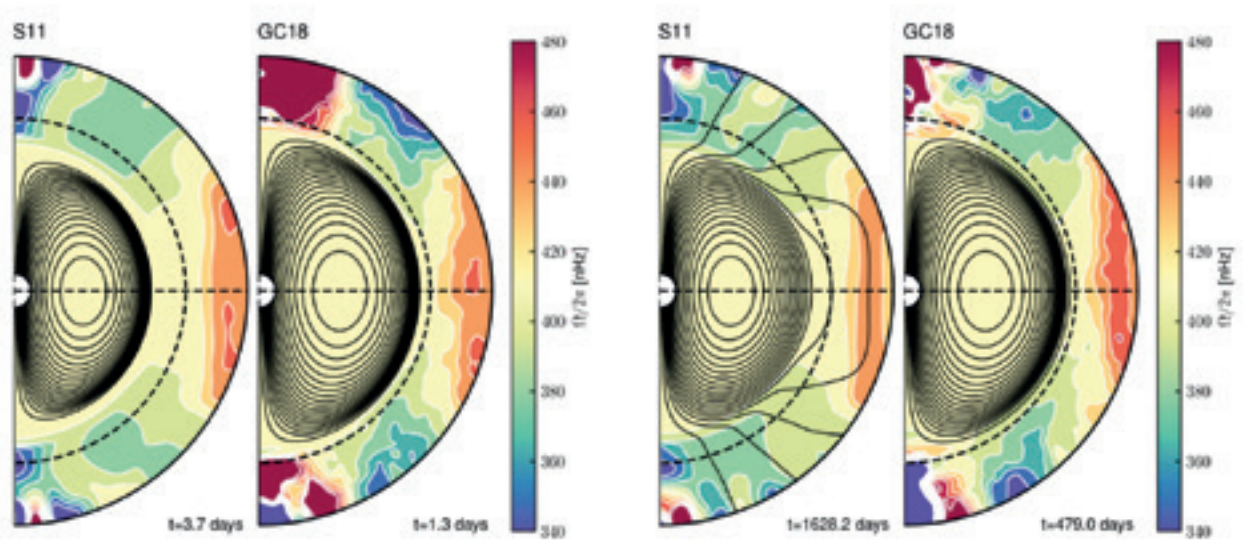 S11
GC18
480
460
440
420
400
380
360
340
Ω/2π [nHz]
t=3.7 days
t=1.3 days
S11
GC18
480
460
440
420
400
380
360
340
Ω/2π [nHz]
t=1628.2 days
t=479.0 days